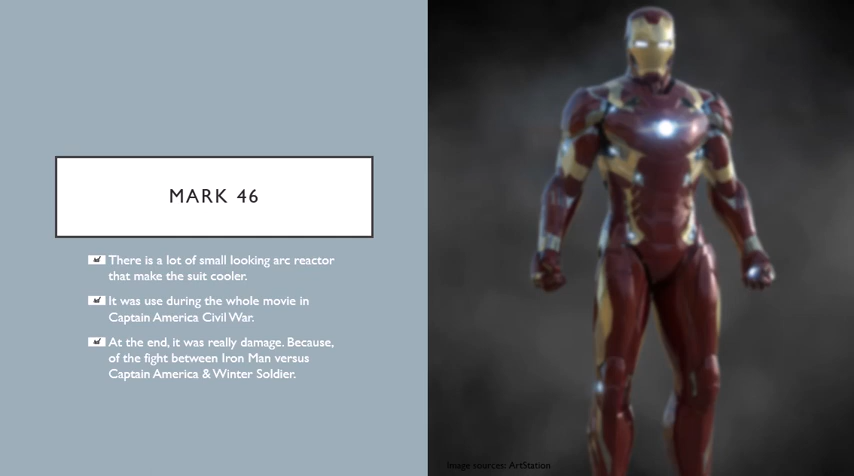 MARK 46
There is a lot of small looking arc reactor
that make the suit cooler.
It was use during the whole movie in
Captain America Civil War.
At the end, it was really damage. Because,
of the fight between Iron Man versus
Captain America & Winter Soldier.
Image sources: ArtStation